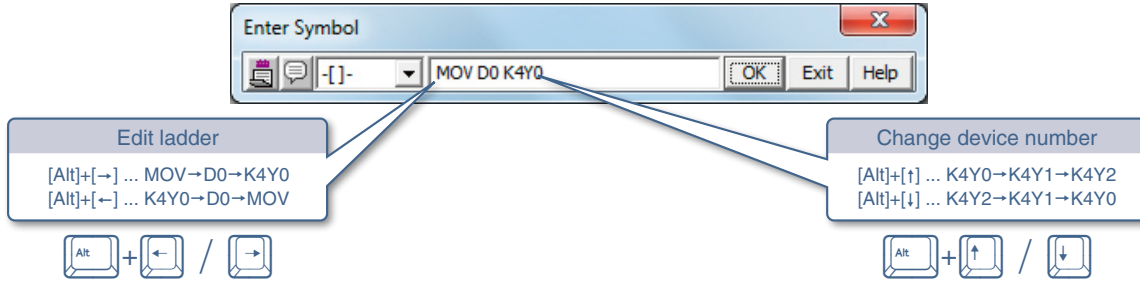 Enter Symbol
-[ ]-
MOV D0 K4Y0
OK
Exit
Help
Edit ladder
[Alt]+[→] ... MOV→D0→K4Y0
[Alt]+[←] ... K4Y0→D0→MOV
Alt + ← / →
Change device number
[Alt]+[↑] ... K4Y0→K4Y1→K4Y2
[Alt]+[↓] ... K4Y2→K4Y1→K4Y0
Alt + ↑ / ↓